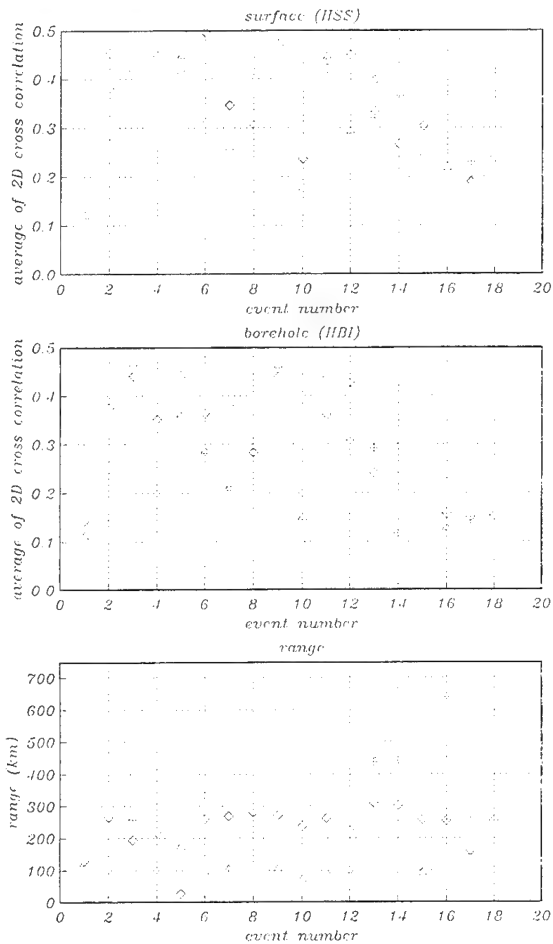 surface (HSS)
average of 2D cross correlation
0.5
0.4
0.3
0.2
0.1
0.0
0 2 4 6 8 10 12 14 16 18 20
event number
borehole (HBI)
average of 2D cross correlation
0.5
0.4
0.3
0.2
0.1
0.0
0 2 4 6 8 10 12 14 16 18 20
event number
range
range (km)
700
600
500
400
300
200
100
0
0 2 4 6 8 10 12 14 16 18 20
event number